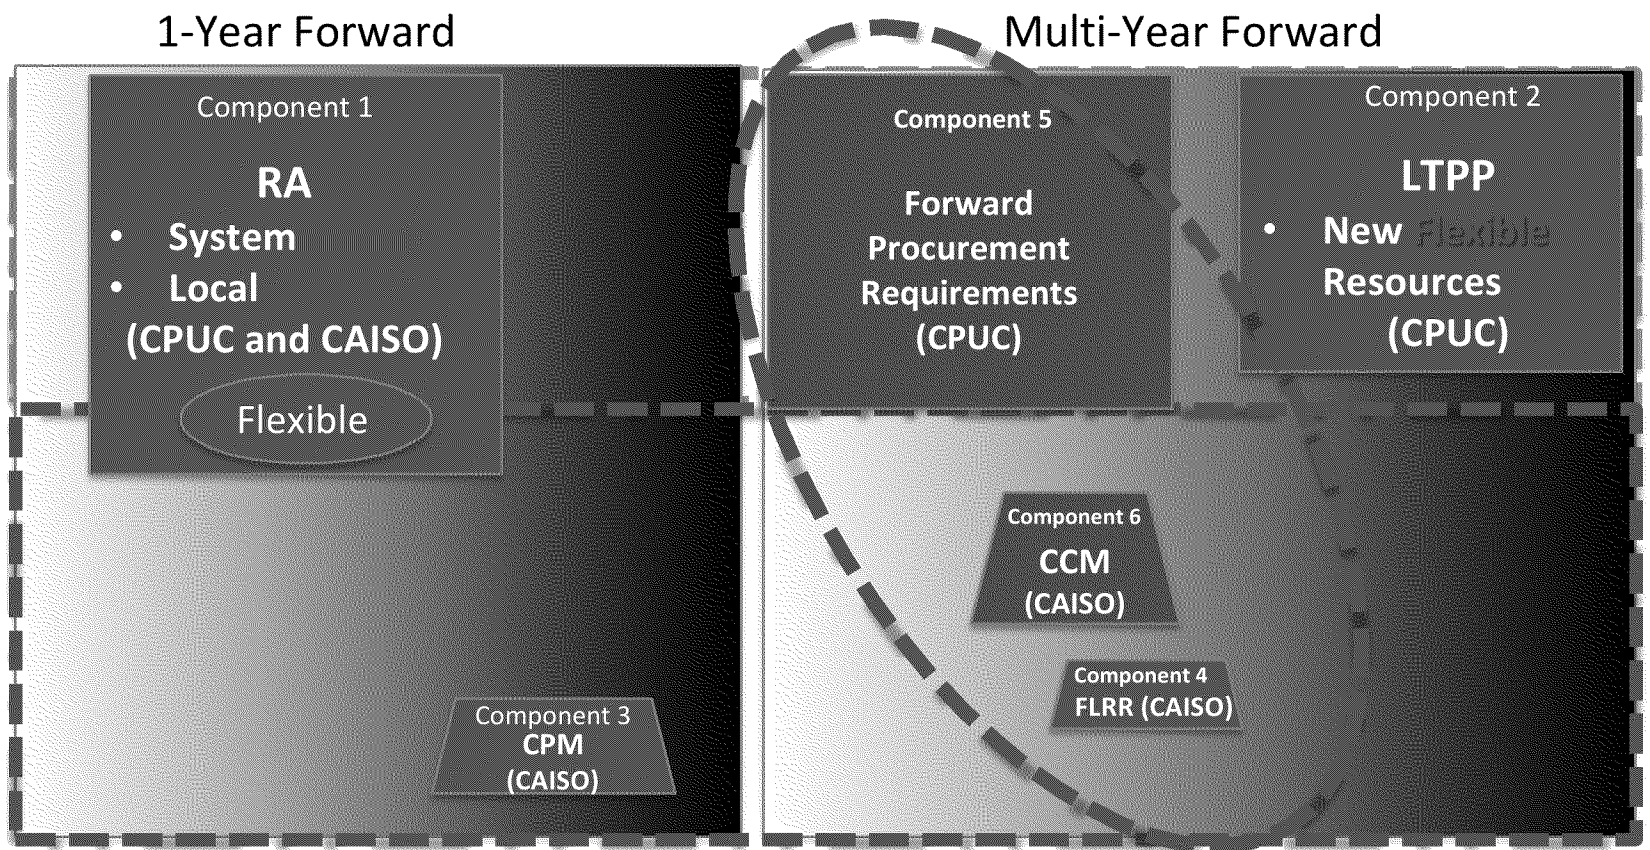 1-Year Forward
Multi-Year Forward
Component 1
RA
• System
• Local
(CPUC and CAISO)
Flexible
Component 5
Forward
Procurement
Requirements
(CPUC)
Component 2
LTPP
• New Flexible
Resources
(CPUC)
Component 6
CCM
(CAISO)
Component 4
FLRR (CAISO)
Component 3
CPM
(CAISO)